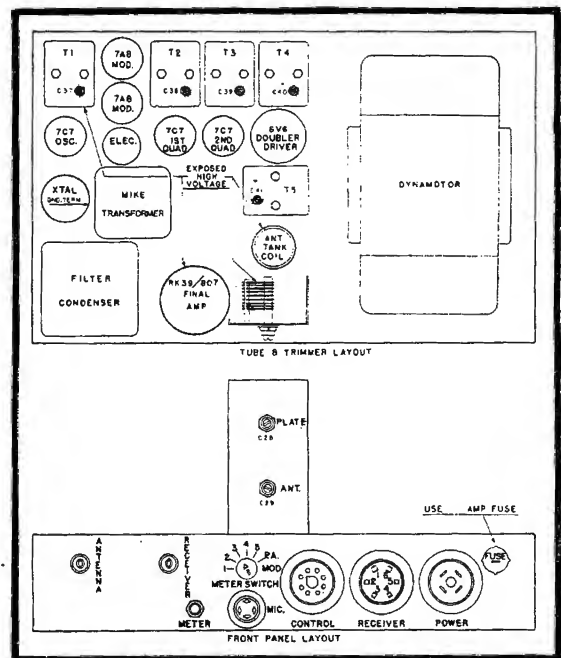 T1
7A8
MOD.
T2
T3
T4
C37
C38
C39
C40
7A8
MOD.
7C7
OSC.
ELEC.
7C7
1ST
QUAD
7C7
2ND
QUAD
6V6
DOUBLER
DRIVER
DYNAMOTOR
EXPOSED
HIGH
VOLTAGE
XTAL
GND.TERM
MIKE
TRANSFORMER
C41
T5
ANT
TANK
COIL
FILTER
CONDENSER
RK39/807
FINAL
AMP
TUBE & TRIMMER LAYOUT
PLATE
C28
ANT.
C29
USE AMP FUSE
ANTENNA
RECEIVER
1 2 3 4 5
P.A.
MOD.
METER SWITCH
FUSE
METER
MIC.
CONTROL
RECEIVER
POWER
FRONT PANEL LAYOUT